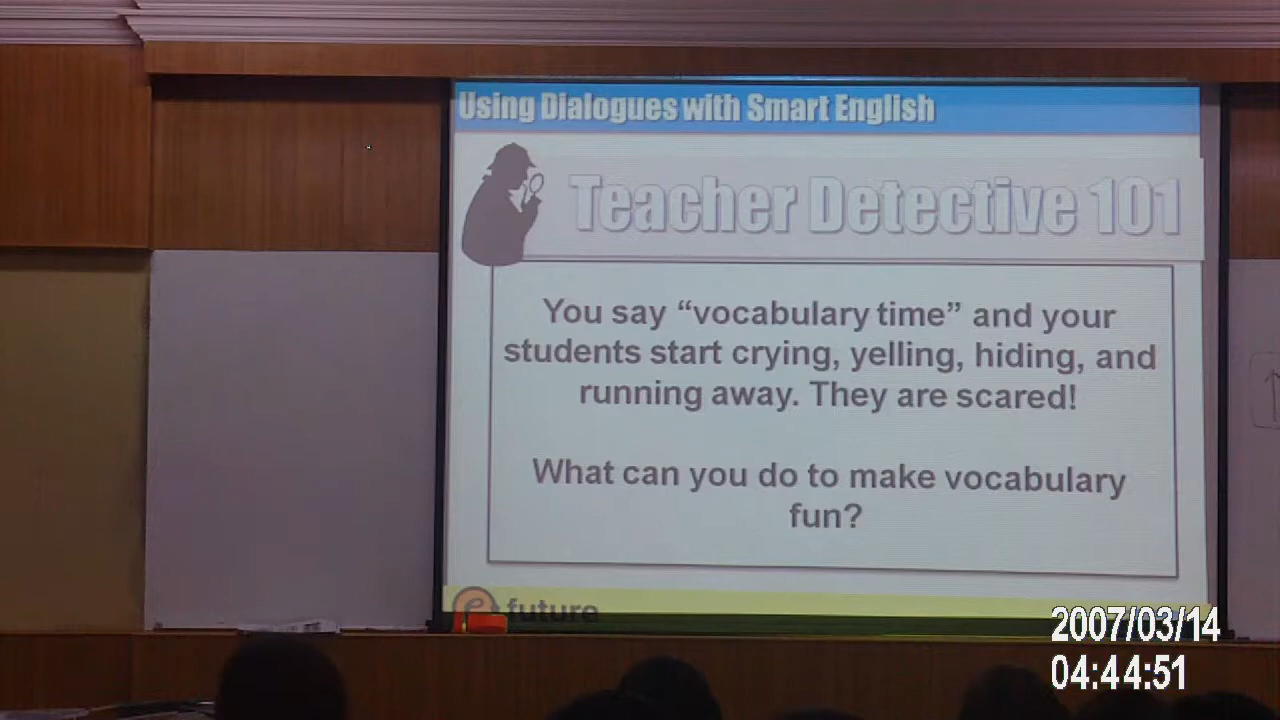 Using Dialogues with Smart English
Teacher Detective 101
You say “vocabulary time” and your
students start crying, yelling, hiding, and
running away. They are scared!
What can you do to make vocabulary
fun?
e future
2007/03/14
04:44:51